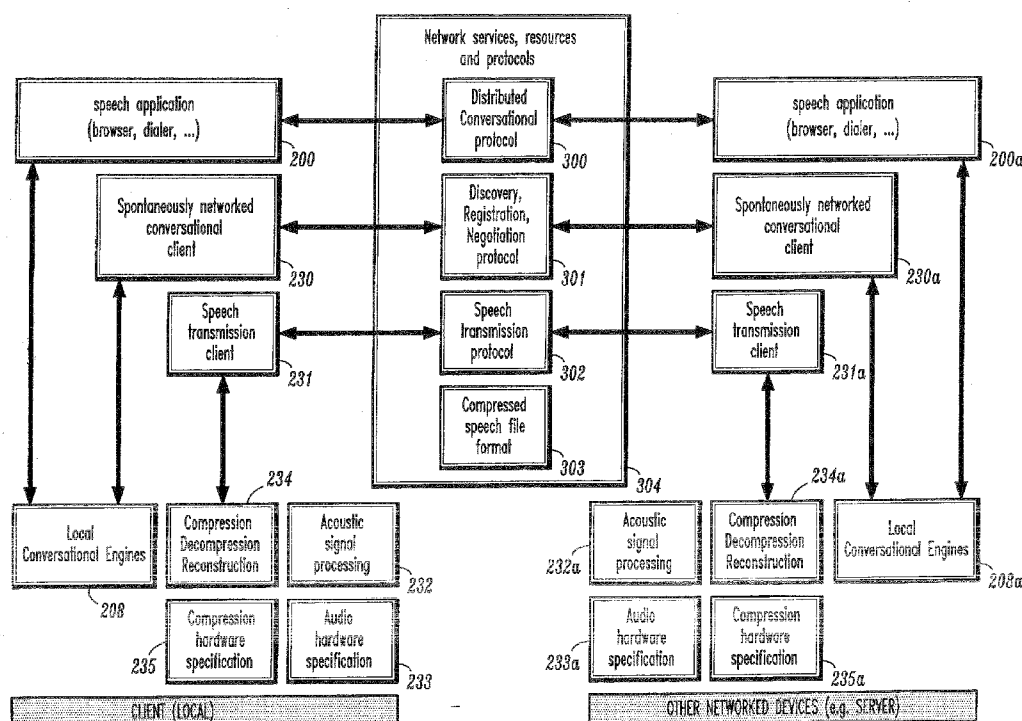 Network services, resources
and protocols
speech application
(browser, dialer, ...)
200
Distributed
Conversational
protocol
300
speech application
(browser, dialer, ...)
200a
Spontaneously networked
conversational
client
230
Discovery,
Registration,
Negotiation
protocol
301
Spontaneously networked
conversational
client
230a
Speech
transmission
client
231
Speech
transmission
protocol
302
Speech
transmission
client
231a
Compressed
speech file
format
303
304
Local
Conversational Engines
208
234
Compression
Decompression
Reconstruction
Acoustic
signal
processing
232
232a
Acoustic
signal
processing
234a
Compression
Decompression
Reconstruction
Local
Conversational Engines
208a
235
Compression
hardware
specification
Audio
hardware
specification
233
233a
Audio
hardware
specification
Compression
hardware
specification
235a
CLIENT (LOCAL)
OTHER NETWORKED DEVICES (e.g. SERVER)